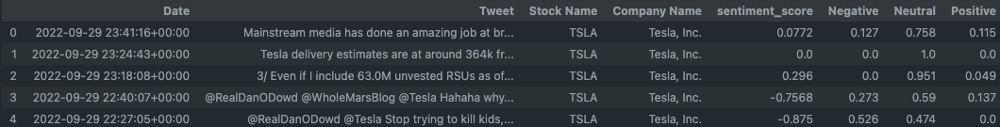 Date Tweet Stock Name Company Name sentiment_score Negative Neutral Positive
0 2022-09-29 23:41:16+00:00 Mainstream media has done an amazing job at br... TSLA Tesla, Inc. 0.0772 0.127 0.758 0.115
1 2022-09-29 23:24:43+00:00 Tesla delivery estimates are at around 364k fr... TSLA Tesla, Inc. 0.0 0.0 1.0 0.0
2 2022-09-29 23:18:08+00:00 3/ Even if I include 63.0M unvested RSUs as of... TSLA Tesla, Inc. 0.296 0.0 0.951 0.049
3 2022-09-29 22:40:07+00:00 @RealDanODowd @WholeMarsBlog @Tesla Hahaha why... TSLA Tesla, Inc. -0.7568 0.273 0.59 0.137
4 2022-09-29 22:27:05+00:00 @RealDanODowd @Tesla Stop trying to kill kids,... TSLA Tesla, Inc. -0.875 0.526 0.474 0.0